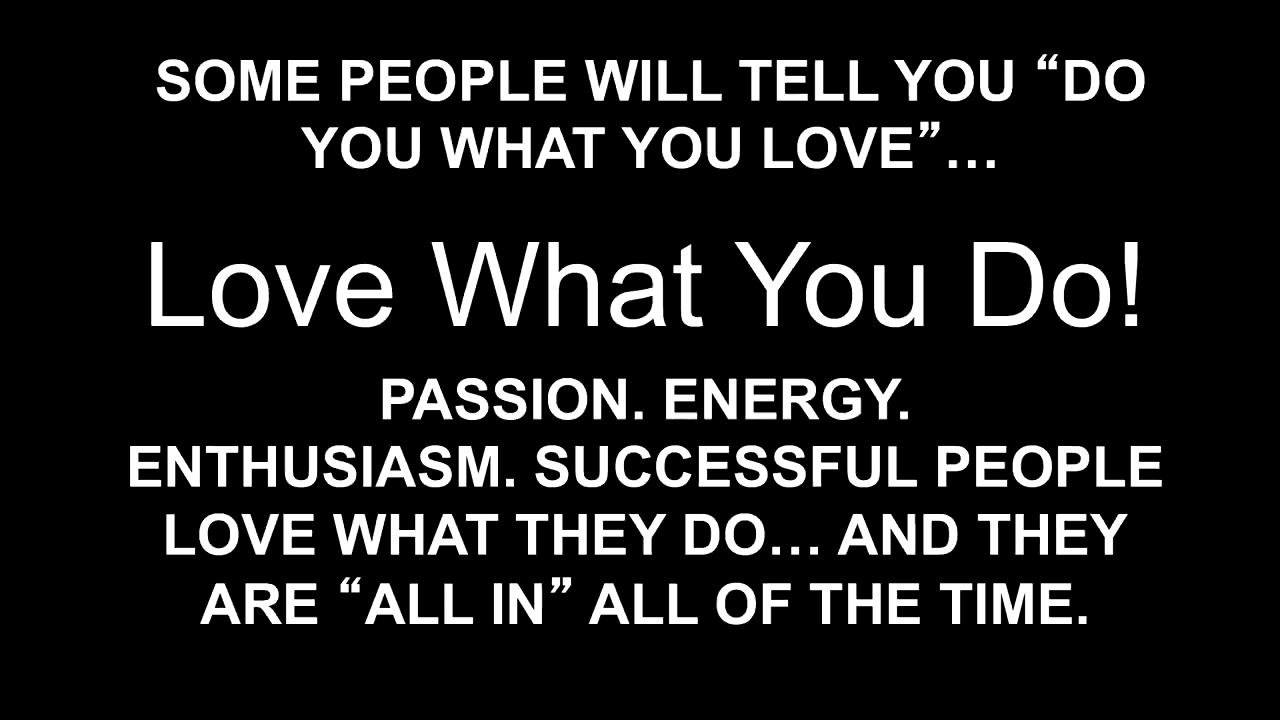 SOME PEOPLE WILL TELL YOU “DO
YOU WHAT YOU LOVE”…
Love What You Do!
PASSION. ENERGY.
ENTHUSIASM. SUCCESSFUL PEOPLE
LOVE WHAT THEY DO… AND THEY
ARE “ALL IN” ALL OF THE TIME.